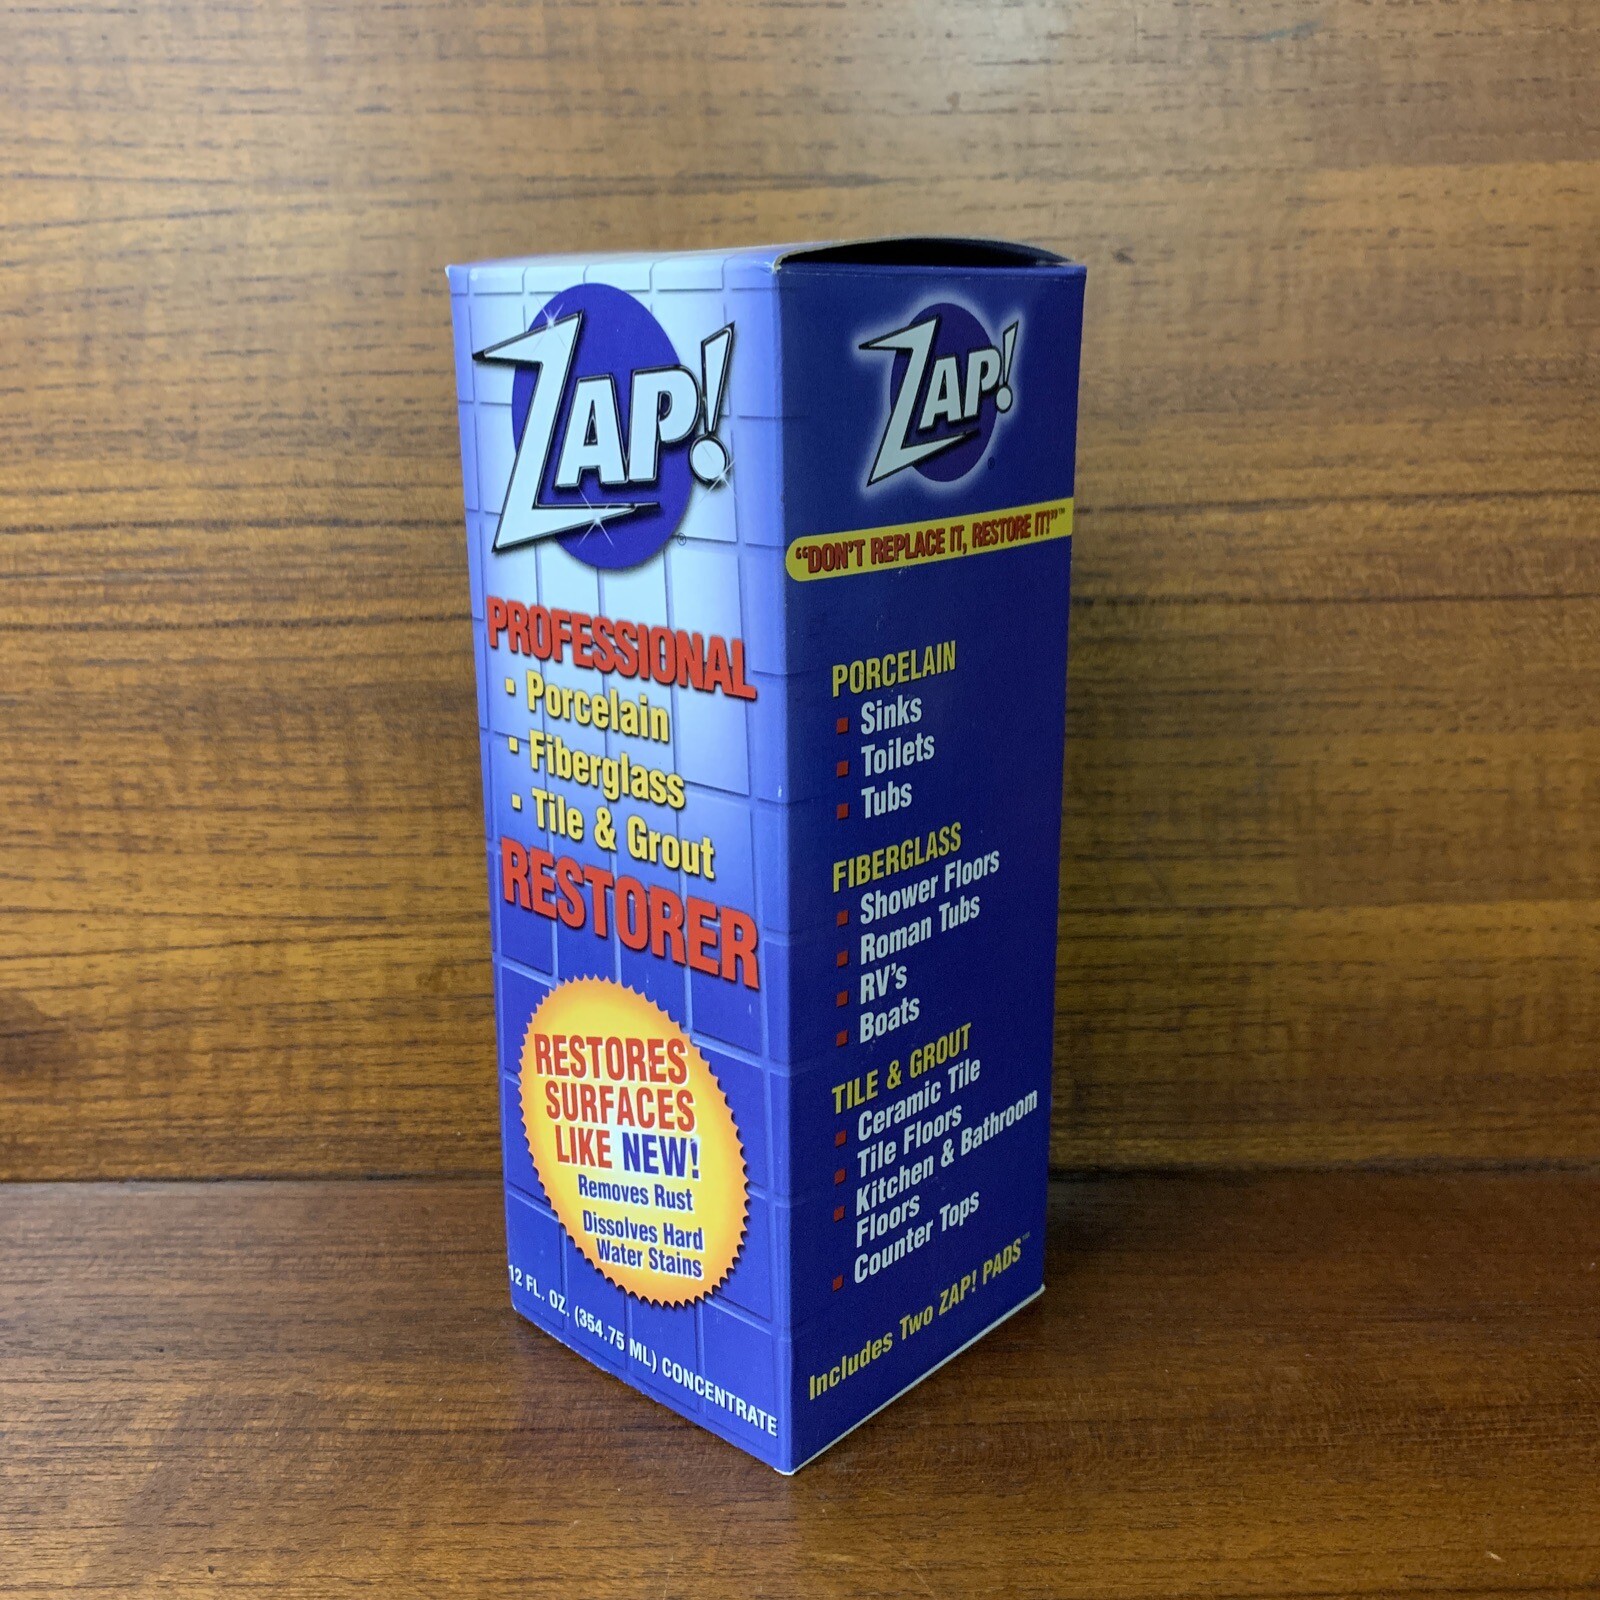 ZAP!
PROFESSIONAL
• Porcelain
• Fiberglass
• Tile & Grout
RESTORER
RESTORES
SURFACES
LIKE NEW!
Removes Rust
Dissolves Hard
Water Stains
12 FL. OZ. (354.75 ML) CONCENTRATE
ZAP!
"DON'T REPLACE IT, RESTORE IT!"™
PORCELAIN
Sinks
Toilets
Tubs
FIBERGLASS
Shower Floors
Roman Tubs
RV's
Boats
TILE & GROUT
Ceramic Tile
Tile Floors
Kitchen & Bathroom
Floors
Counter Tops
Includes Two ZAP! PADS™